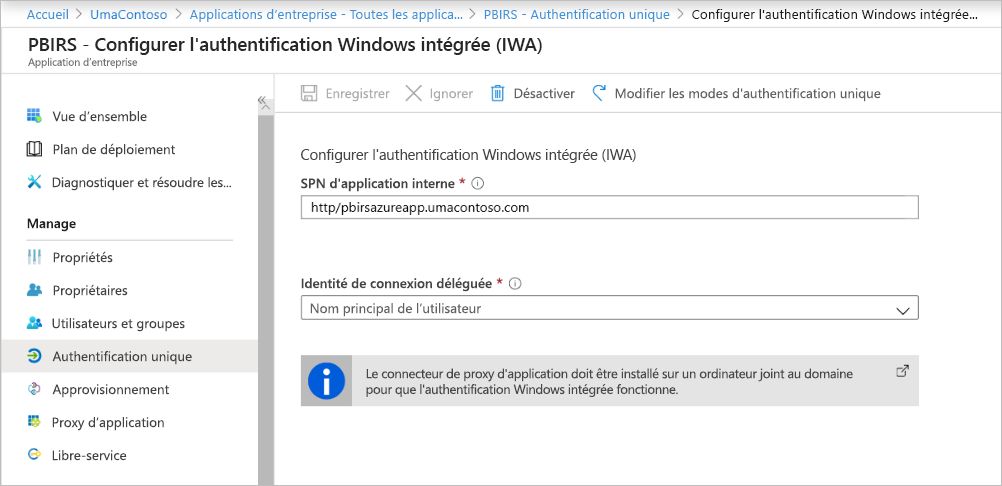 Accueil > UmaContoso > Applications d’entreprise - Toutes les applica... > PBIRS - Authentification unique > Configurer l'authentification Windows intégrée...
PBIRS - Configurer l'authentification Windows intégrée (IWA)
Application d’entreprise
Vue d’ensemble
Plan de déploiement
Diagnostiquer et résoudre les...
Manage
Propriétés
Propriétaires
Utilisateurs et groupes
Authentification unique
Approvisionnement
Proxy d’application
Libre-service
Enregistrer Ignorer Désactiver Modifier les modes d'authentification unique
Configurer l'authentification Windows intégrée (IWA)
SPN d'application interne *
http/pbirsazureapp.umacontoso.com
Identité de connexion déléguée *
Nom principal de l’utilisateur
Le connecteur de proxy d'application doit être installé sur un ordinateur joint au domaine
pour que l'authentification Windows intégrée fonctionne.